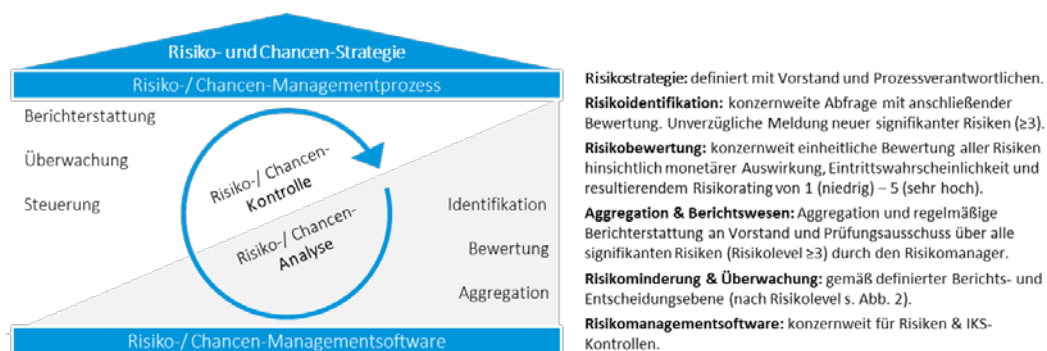 Risiko- und Chancen-Strategie
Risiko-/ Chancen-Managementprozess
Berichterstattung
Überwachung
Steuerung
Risiko-/ Chancen-
Kontrolle
Risiko-/ Chancen-
Analyse
Identifikation
Bewertung
Aggregation
Risiko-/ Chancen-Managementsoftware
Risikostrategie: definiert mit Vorstand und Prozessverantwortlichen.
Risikoidentifikation: konzernweite Abfrage mit anschließender
Bewertung. Unverzügliche Meldung neuer signifikanter Risiken (≥3).
Risikobewertung: konzernweit einheitliche Bewertung aller Risiken
hinsichtlich monetärer Auswirkung, Eintrittswahrscheinlichkeit und
resultierendem Risikorating von 1 (niedrig) – 5 (sehr hoch).
Aggregation & Berichtswesen: Aggregation und regelmäßige
Berichterstattung an Vorstand und Prüfungsausschuss über alle
signifikanten Risiken (Risikolevel ≥3) durch den Risikomanager.
Risikominderung & Überwachung: gemäß definierter Berichts- und
Entscheidungsebene (nach Risikolevel s. Abb. 2).
Risikomanagementsoftware: konzernweit für Risiken & IKS-
Kontrollen.